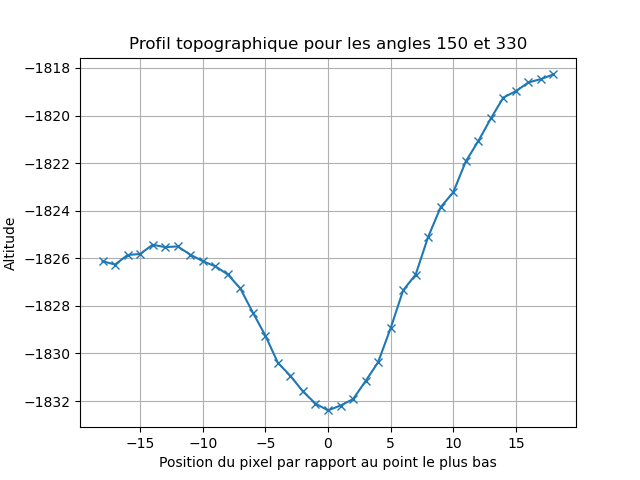 Profil topographique pour les angles 150 et 330
−1818
−1820
−1822
−1824
−1826
−1828
−1830
−1832
Altitude
−15 −10 −5 0 5 10 15
Position du pixel par rapport au point le plus bas